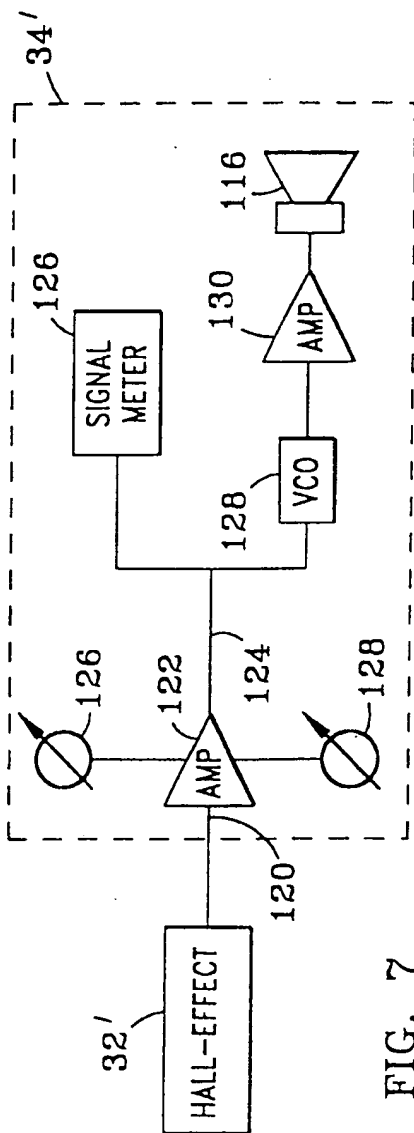 34'
126
SIGNAL
METER
116
130
AMP
128
VCO
126
122
AMP
124
128
120
32'
HALL-EFFECT
FIG. 7